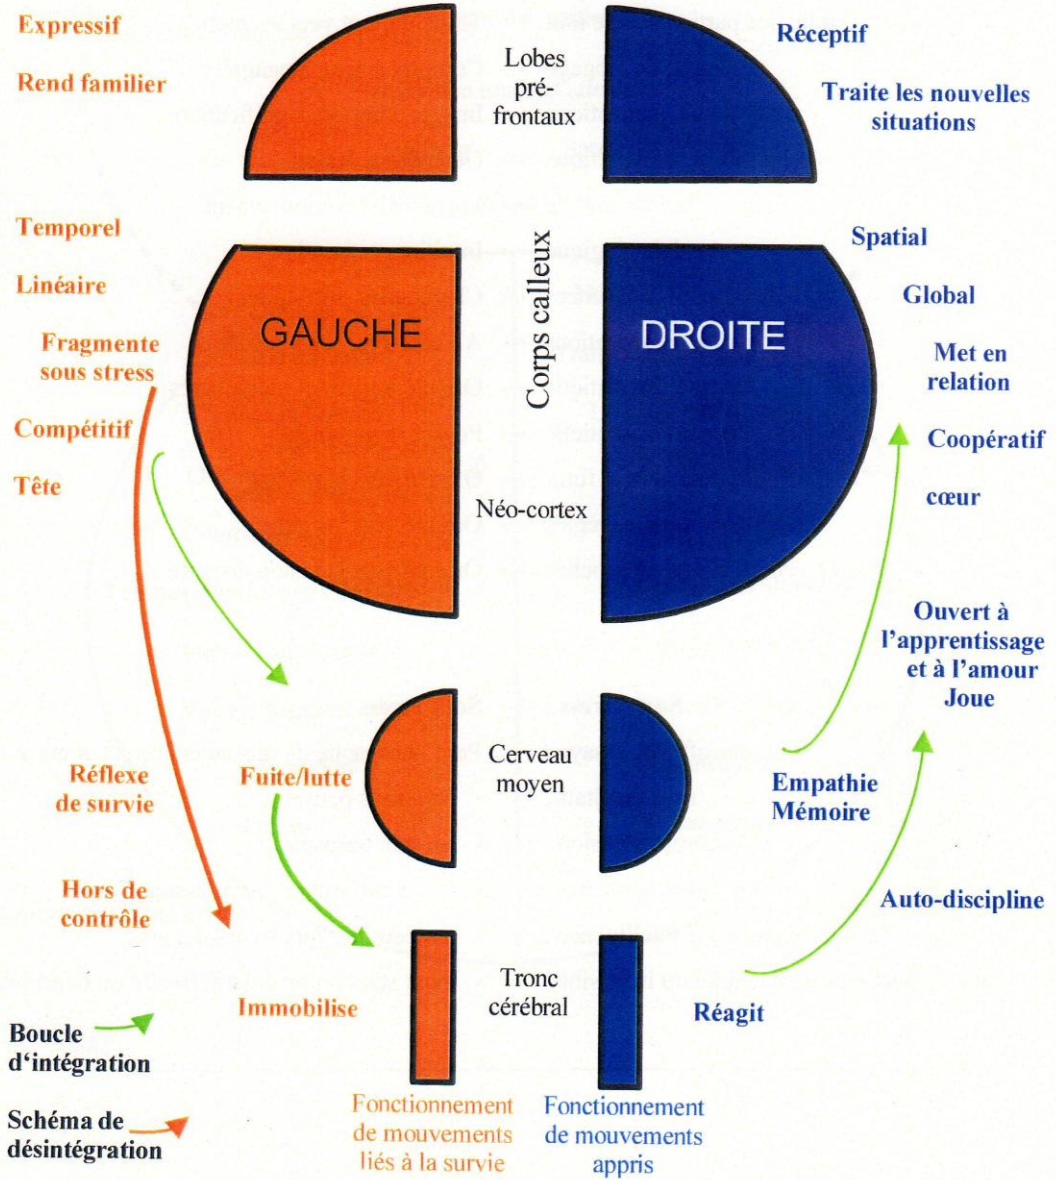 Expressif
Rend familier
Lobes
pré-
frontaux
Réceptif
Traite les nouvelles
situations
Temporel
Linéaire
Fragmente
sous stress
Compétitif
Tête
GAUCHE
Corps calleux
DROITE
Néo-cortex
Spatial
Global
Met en
relation
Coopératif
cœur
Ouvert à
l'apprentissage
et à l'amour
Joue
Réflexe
de survie
Fuite/lutte
Cerveau
moyen
Empathie
Mémoire
Hors de
contrôle
Auto-discipline
Immobilise
Tronc
cérébral
Réagit
Boucle
d'intégration
Schéma de
désintégration
Fonctionnement
de mouvements
liés à la survie
Fonctionnement
de mouvements
appris